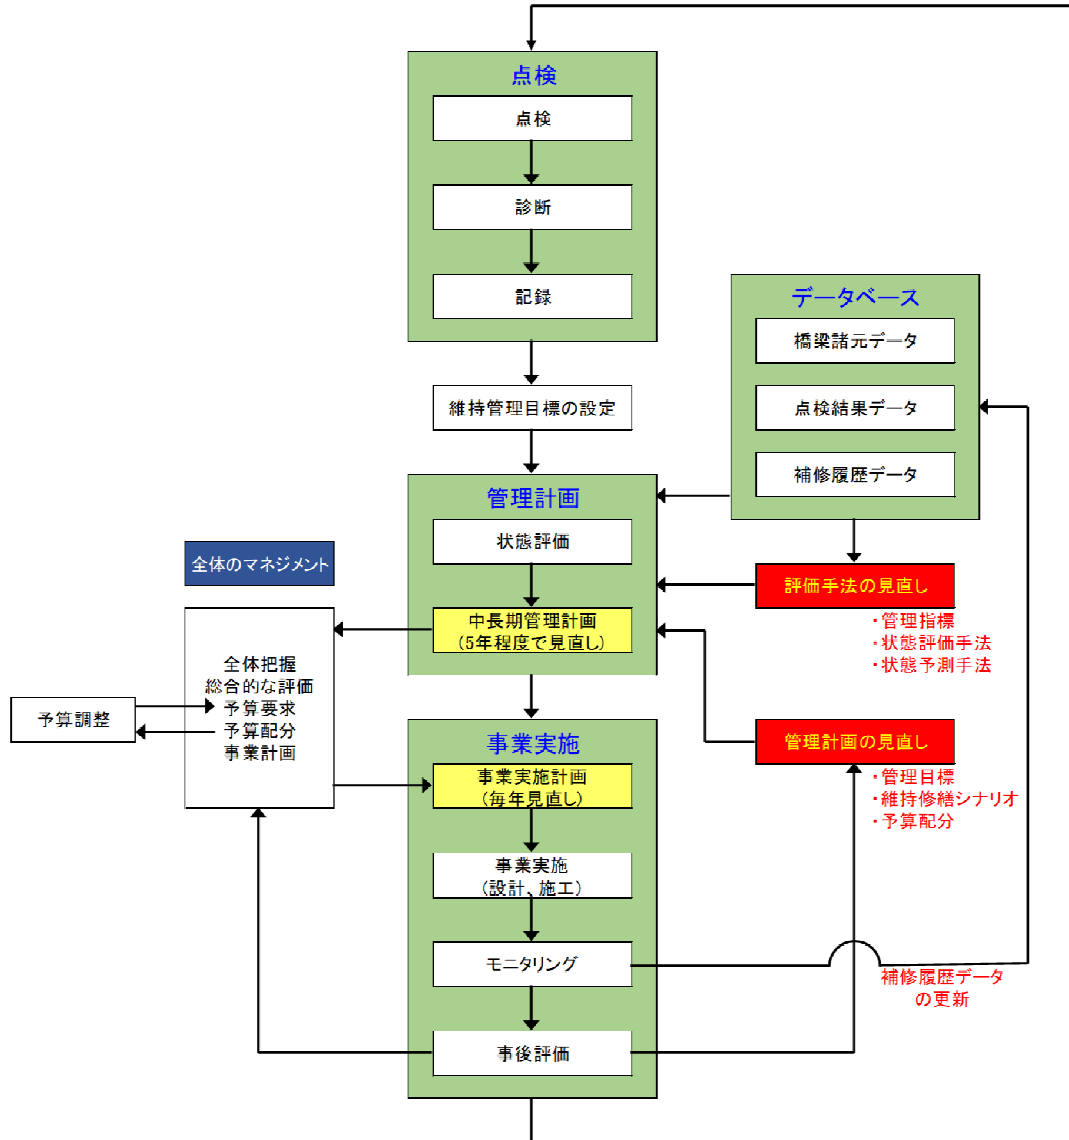 点検
点検
診断
記録
維持管理目標の設定
データベース
橋梁諸元データ
点検結果データ
補修履歴データ
管理計画
状態評価
中長期管理計画
(5年程度で見直し)
評価手法の見直し
・管理指標
・状態評価手法
・状態予測手法
全体のマネジメント
全体把握
総合的な評価
予算要求
予算配分
事業計画
予算調整
管理計画の見直し
・管理目標
・維持修繕シナリオ
・予算配分
事業実施
事業実施計画
(毎年見直し)
事業実施
(設計、施工)
モニタリング
補修履歴データ
の更新
事後評価